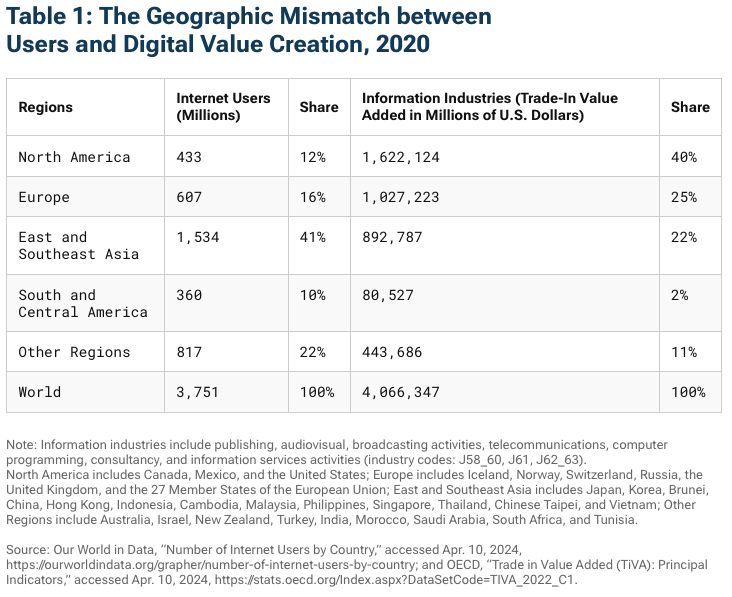 Table 1: The Geographic Mismatch between
Users and Digital Value Creation, 2020
Regions Internet Users (Millions) Share Information Industries (Trade-In Value Added in Millions of U.S. Dollars) Share
North America 433 12% 1,622,124 40%
Europe 607 16% 1,027,223 25%
East and Southeast Asia 1,534 41% 892,787 22%
South and Central America 360 10% 80,527 2%
Other Regions 817 22% 443,686 11%
World 3,751 100% 4,066,347 100%
Note: Information industries include publishing, audiovisual, broadcasting activities, telecommunications, computer
programming, consultancy, and information services activities (industry codes: J58_60, J61, J62_63).
North America includes Canada, Mexico, and the United States; Europe includes Iceland, Norway, Switzerland, Russia, the
United Kingdom, and the 27 Member States of the European Union; East and Southeast Asia includes Japan, Korea, Brunei,
China, Hong Kong, Indonesia, Cambodia, Malaysia, Philippines, Singapore, Thailand, Chinese Taipei, and Vietnam; Other
Regions include Australia, Israel, New Zealand, Turkey, India, Morocco, Saudi Arabia, South Africa, and Tunisia.
Source: Our World in Data, “Number of Internet Users by Country,” accessed Apr. 10, 2024,
https://ourworldindata.org/grapher/number-of-internet-users-by-country; and OECD, “Trade in Value Added (TiVA): Principal
Indicators,” accessed Apr. 10, 2024, https://stats.oecd.org/Index.aspx?DataSetCode=TIVA_2022_C1.